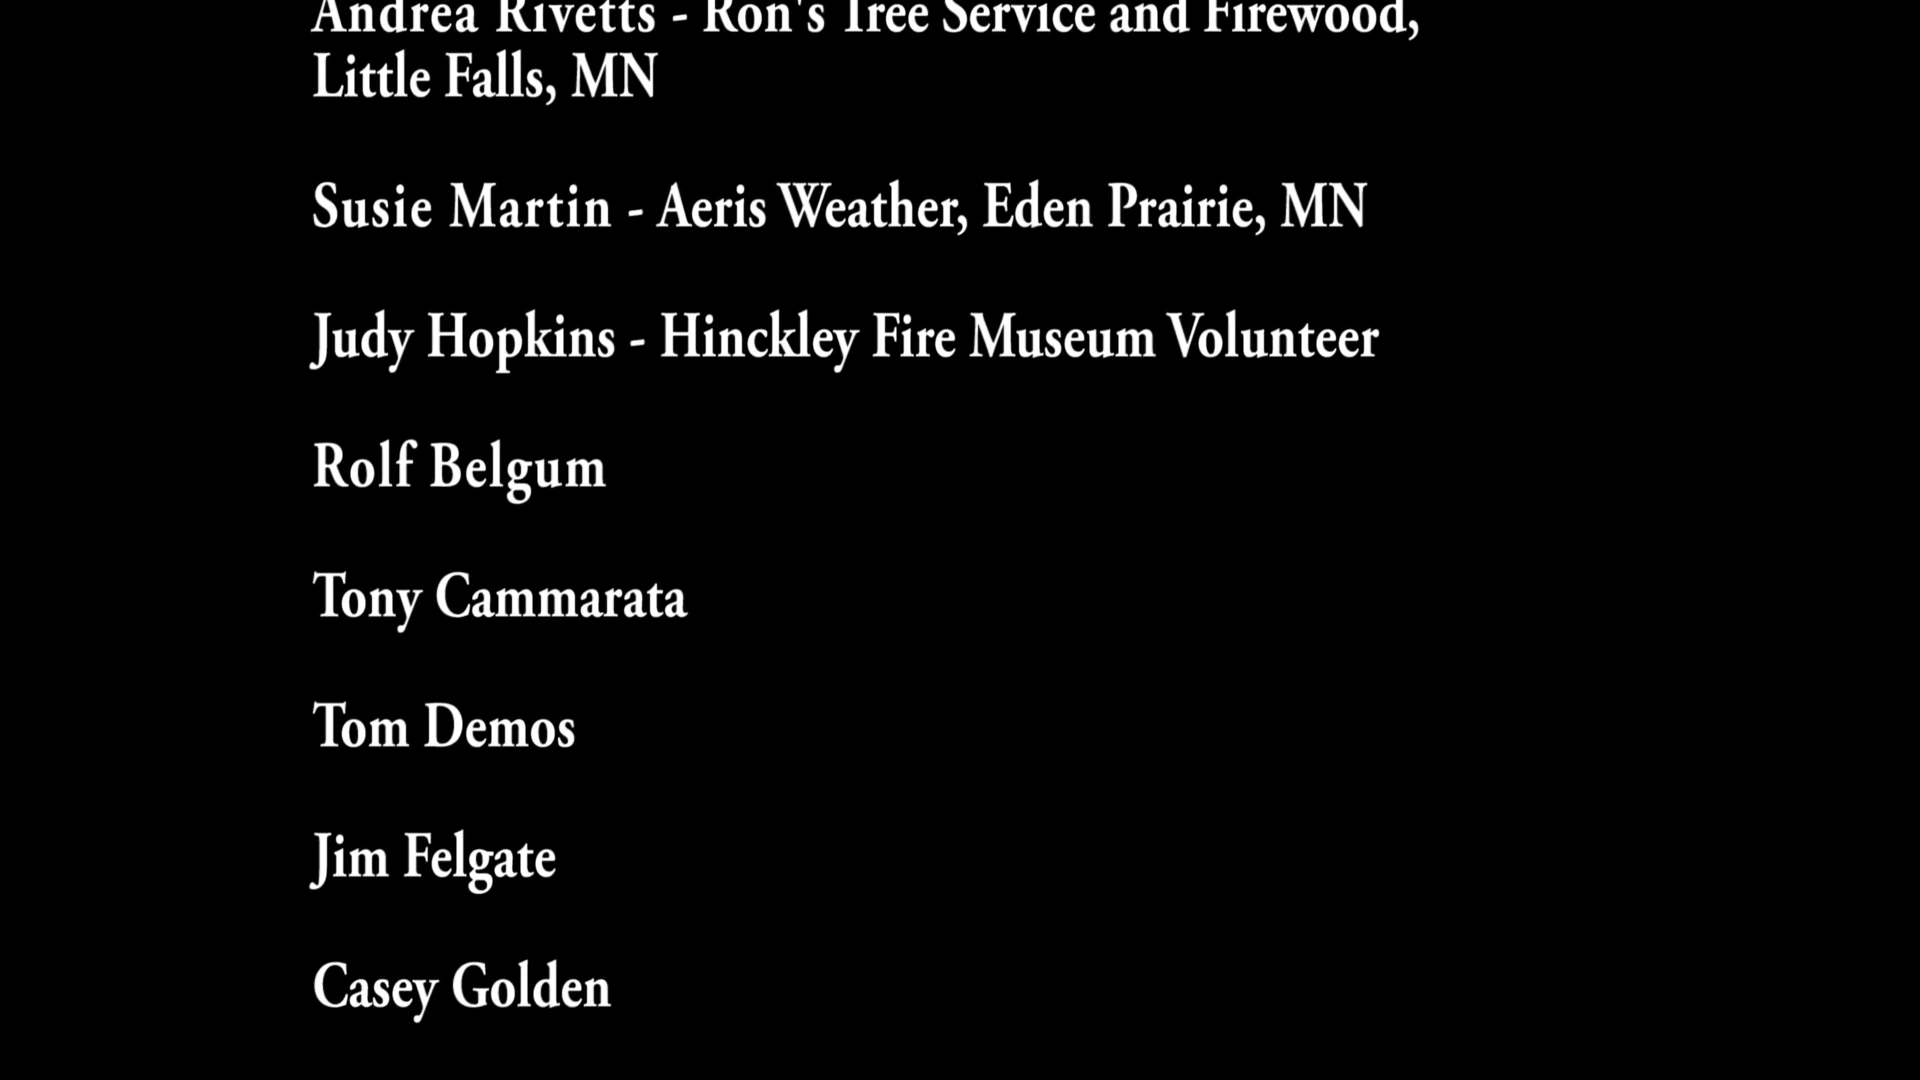 Andrea Rivetts - Ron's Tree Service and Firewood,
Little Falls, MN
Susie Martin - Aeris Weather, Eden Prairie, MN
Judy Hopkins - Hinckley Fire Museum Volunteer
Rolf Belgum
Tony Cammarata
Tom Demos
Jim Felgate
Casey Golden